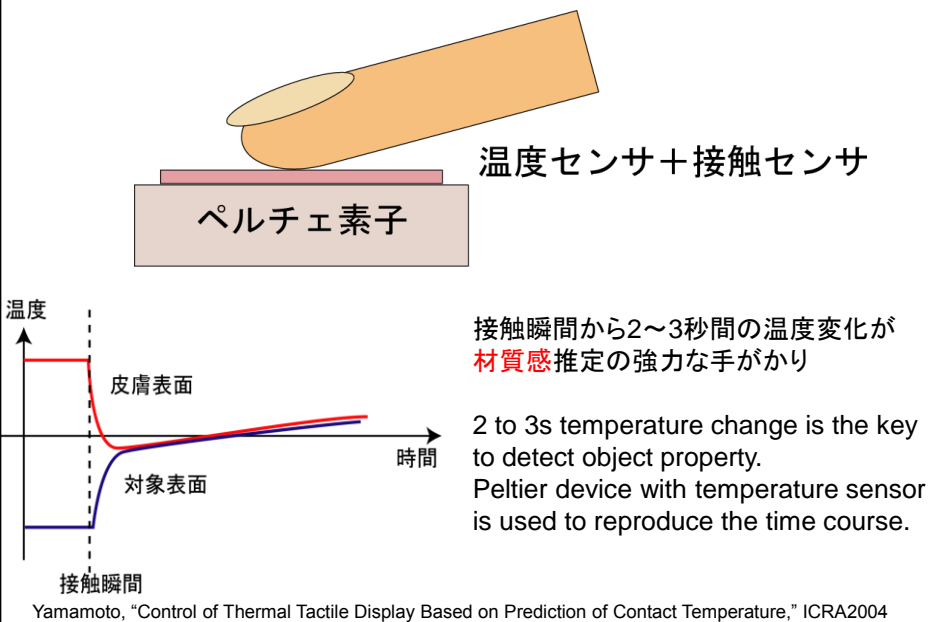 温度センサ+接触センサ
ペルチェ素子
温度
皮膚表面
対象表面
時間
接触瞬間
接触瞬間から2～3秒間の温度変化が
材質感推定の強力な手がかり
2 to 3s temperature change is the key
to detect object property.
Peltier device with temperature sensor
is used to reproduce the time course.
Yamamoto, “Control of Thermal Tactile Display Based on Prediction of Contact Temperature,” ICRA2004